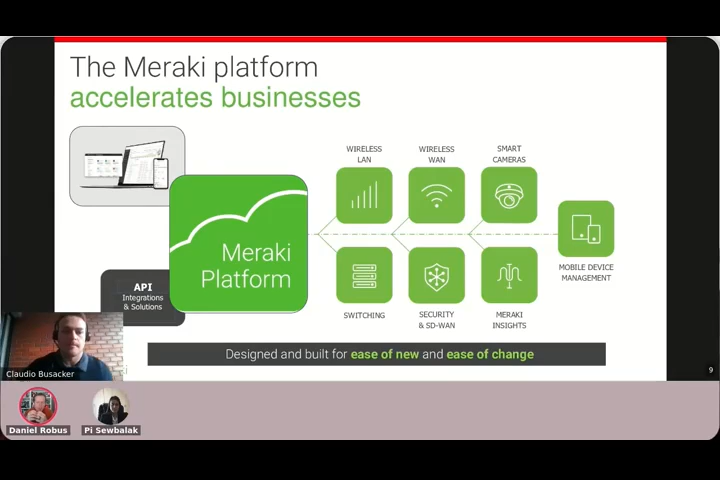 The Meraki platform
accelerates businesses
WIRELESS
LAN
WIRELESS
WAN
SMART
CAMERAS
Meraki
Platform
API
Integrations
& Solutions
SWITCHING
SECURITY
& SD-WAN
MERAKI
INSIGHTS
MOBILE DEVICE
MANAGEMENT
Designed and built for ease of new and ease of change
9
Claudio Busacker
Daniel Robus
Pi Sewbalak